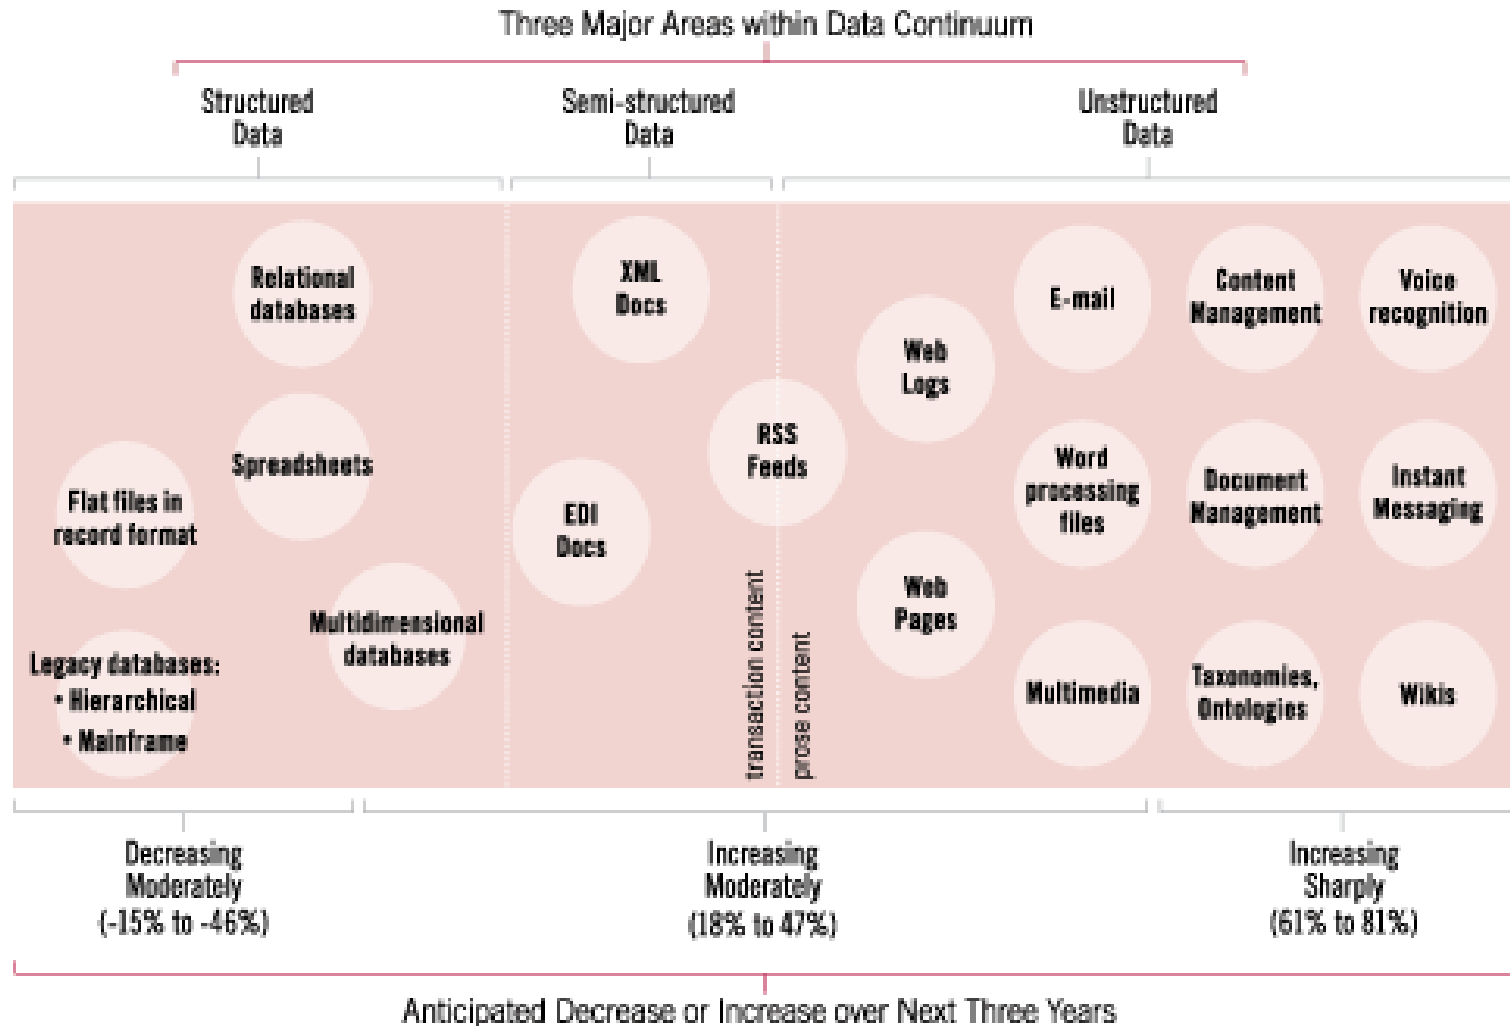 Three Major Areas within Data Continuum
Structured
Data
Semi-structured
Data
Unstructured
Data
Relational
databases
Spreadsheets
Flat files in
record format
Multidimensional
databases
Legacy databases:
• Hierarchical
• Mainframe
XML
Docs
EDI
Docs
RSS
Feeds
transaction content
prose content
Web
Logs
Web
Pages
E-mail
Word
processing
files
Multimedia
Content
Management
Document
Management
Taxonomies,
Ontologies
Voice
recognition
Instant
Messaging
Wikis
Decreasing
Moderately
(-15% to -46%)
Increasing
Moderately
(18% to 47%)
Increasing
Sharply
(61% to 81%)
Anticipated Decrease or Increase over Next Three Years